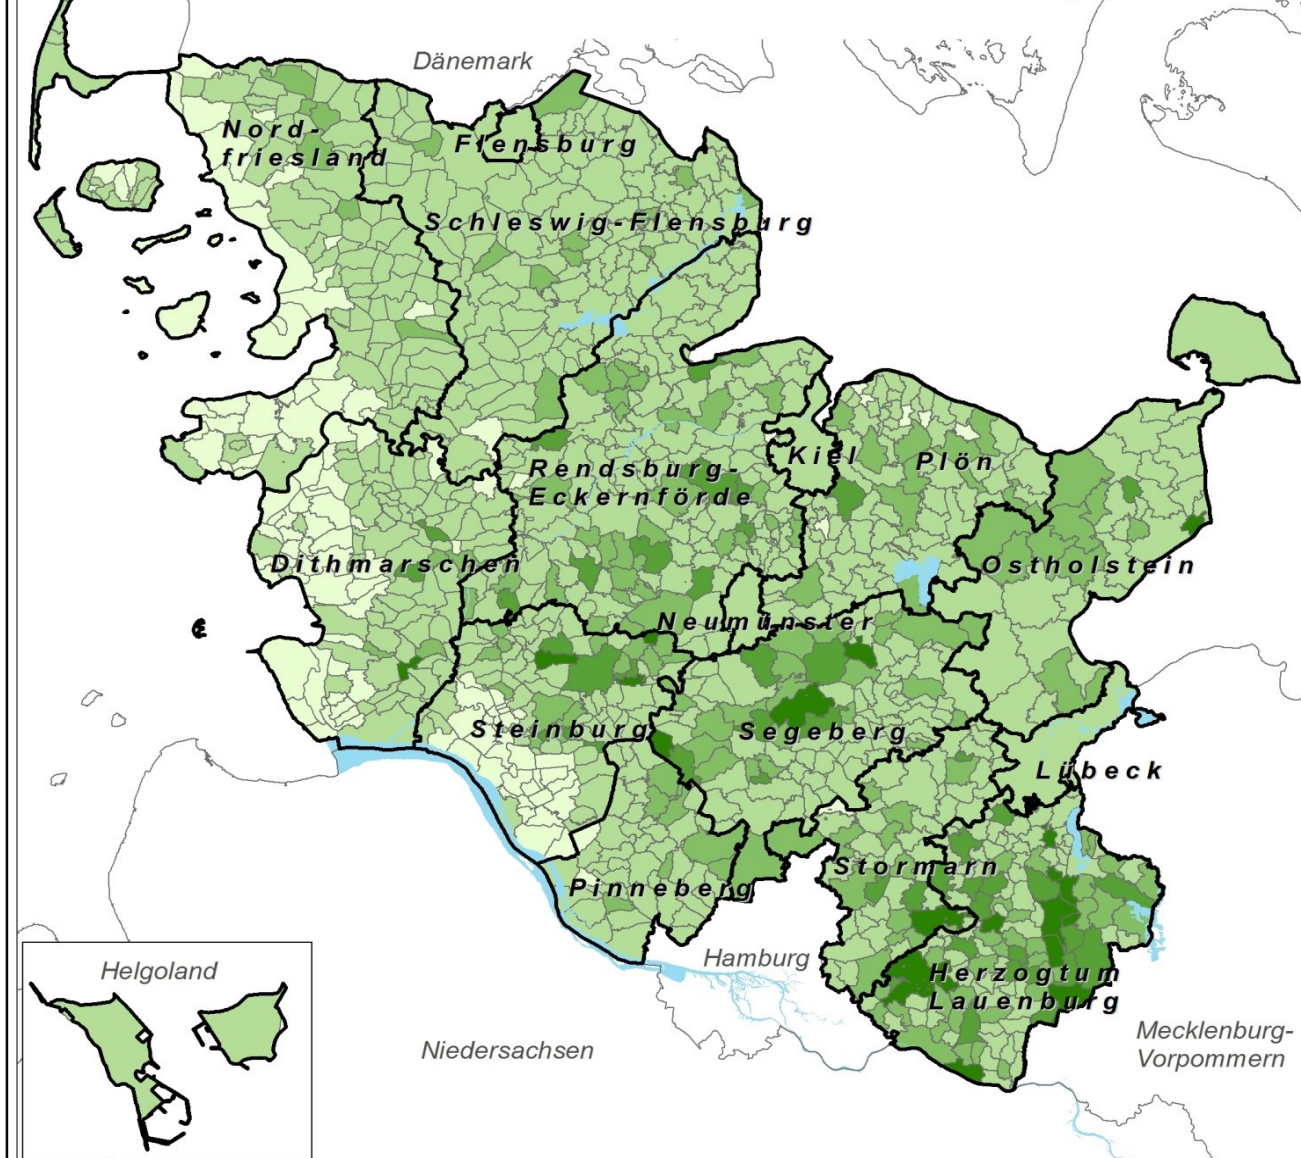 Dänemark
Nord-
friesland
Flensburg
Schleswig-Flensburg
Rendsburg-
Eckernförde
Kiel
Plön
Dithmarschen
Ostholstein
Neumünster
Steinburg
Segeberg
Lübeck
Pinneberg
Stormarn
Hamburg
Herzogtum
Lauenburg
Helgoland
Niedersachsen
Mecklenburg-
Vorpommern